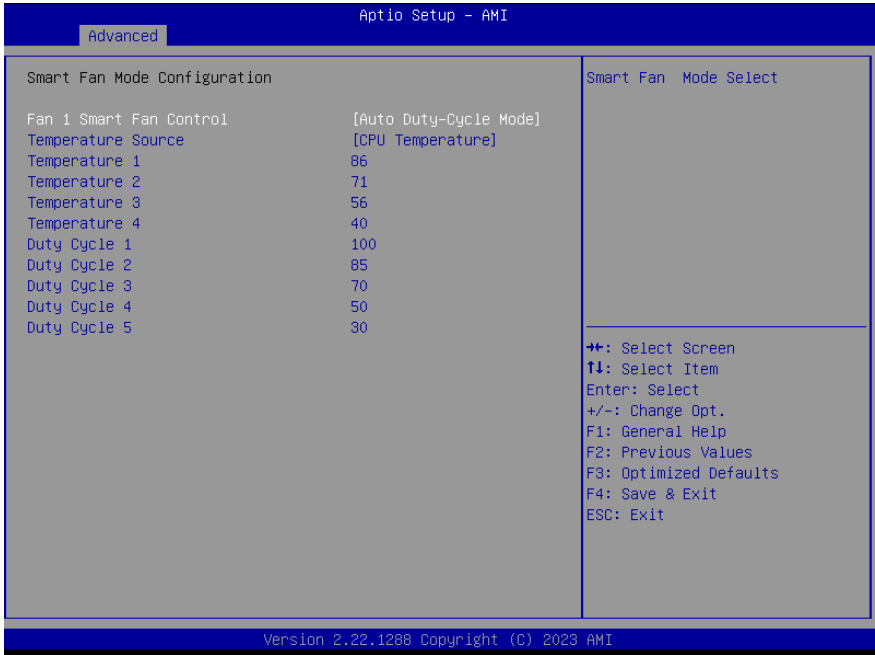 Aptio Setup – AMI
Advanced
Smart Fan Mode Configuration
Fan 1 Smart Fan Control [Auto Duty-Cycle Mode]
Temperature Source [CPU Temperature]
Temperature 1 86
Temperature 2 71
Temperature 3 56
Temperature 4 40
Duty Cycle 1 100
Duty Cycle 2 85
Duty Cycle 3 70
Duty Cycle 4 50
Duty Cycle 5 30
Smart Fan  Mode Select
→←: Select Screen
↑↓: Select Item
Enter: Select
+/-: Change Opt.
F1: General Help
F2: Previous Values
F3: Optimized Defaults
F4: Save & Exit
ESC: Exit
Version 2.22.1288 Copyright (C) 2023 AMI